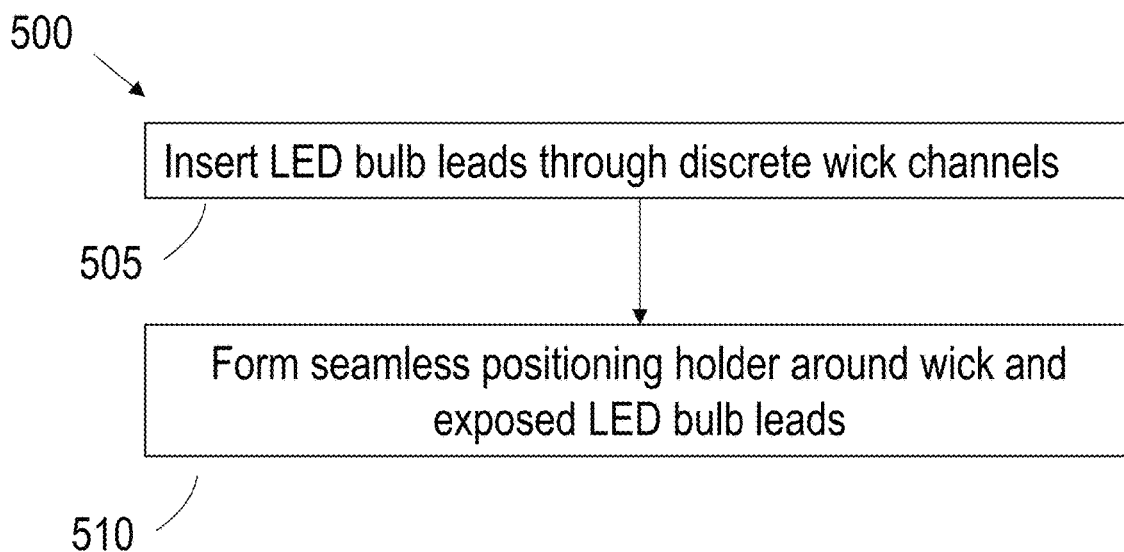 500
Insert LED bulb leads through discrete wick channels
505
Form seamless positioning holder around wick and
exposed LED bulb leads
510